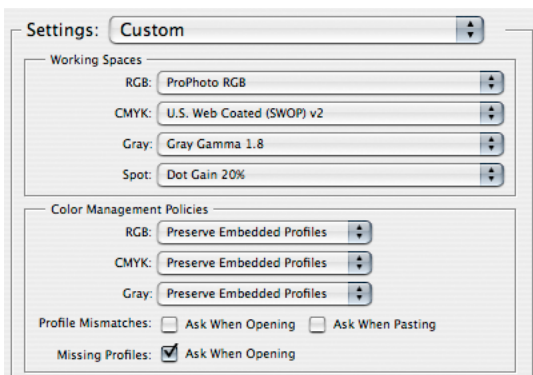 Settings: Custom
Working Spaces
RGB: ProPhoto RGB
CMYK: U.S. Web Coated (SWOP) v2
Gray: Gray Gamma 1.8
Spot: Dot Gain 20%
Color Management Policies
RGB: Preserve Embedded Profiles
CMYK: Preserve Embedded Profiles
Gray: Preserve Embedded Profiles
Profile Mismatches: Ask When Opening Ask When Pasting
Missing Profiles: Ask When Opening